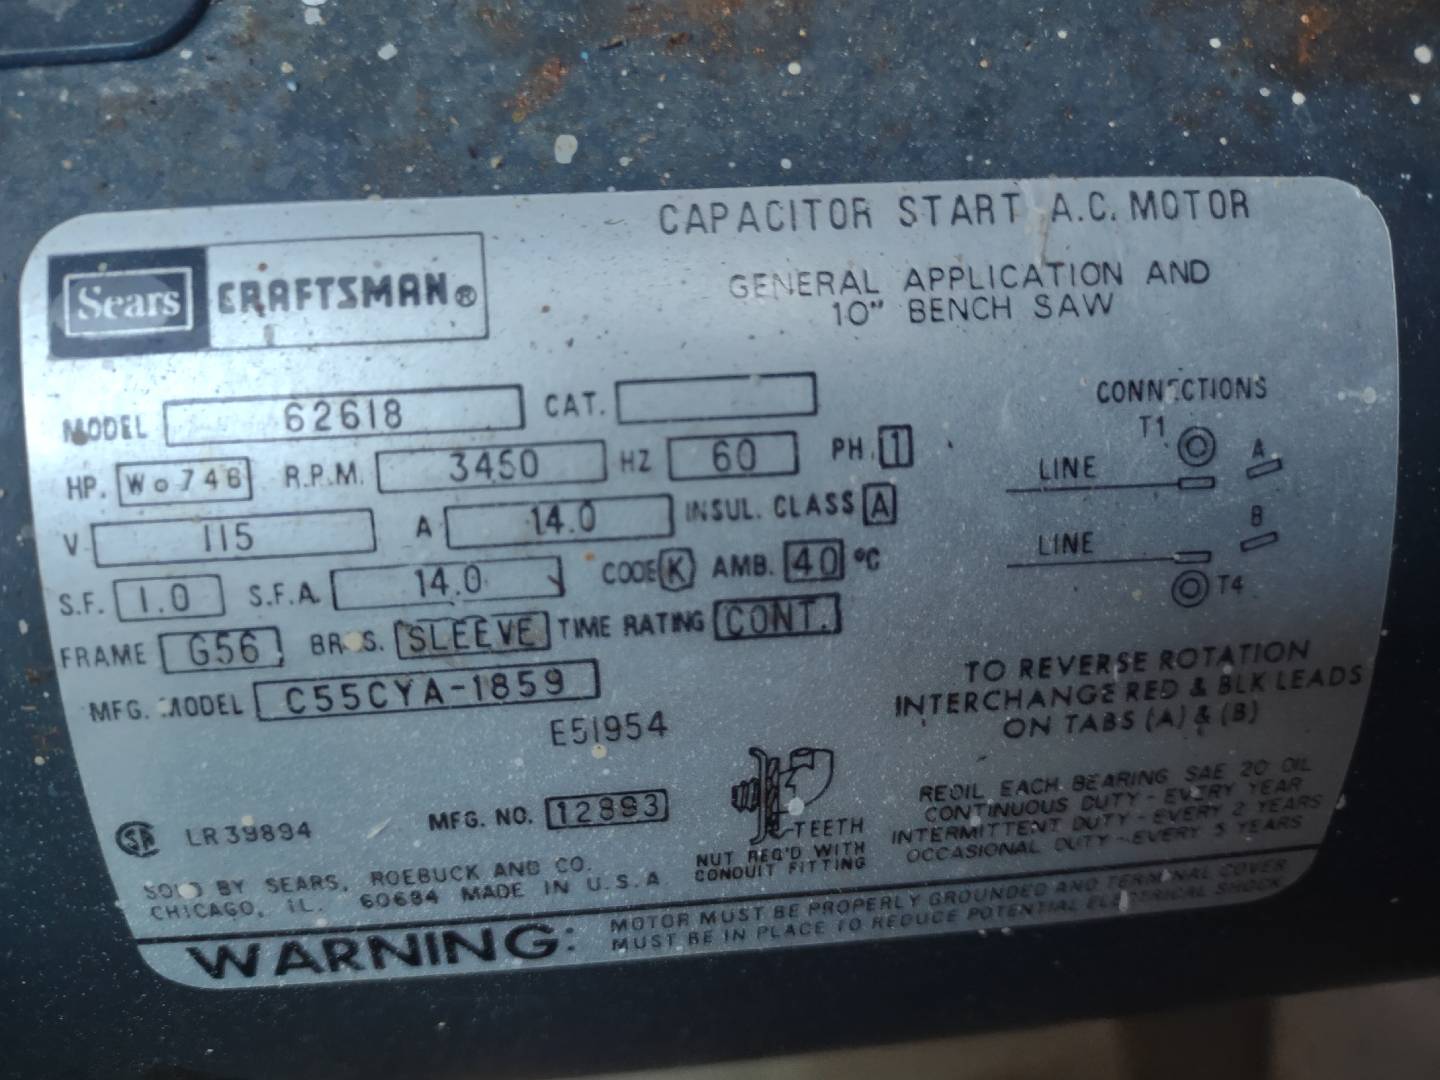 CAPACITOR START A.C. MOTOR
Sears CRAFTSMAN®
GENERAL APPLICATION AND
10" BENCH SAW
MODEL 62618 CAT.
HP. Wo746 R.P.M. 3450 HZ 60 PH. 1
V 115 A 14.0 INSUL. CLASS A
S.F. 1.0 S.F.A. 14.0 CODE K AMB. 40 °C
FRAME G56 BRGS. SLEEVE TIME RATING CONT.
MFG. MODEL C55CYA-1859
E51954
CONNECTIONS
T1
LINE A
B
LINE
T4
TO REVERSE ROTATION
INTERCHANGE RED & BLK LEADS
ON TABS (A) & (B)
REOIL EACH BEARING SAE 20 OIL
CONTINUOUS DUTY - EVERY YEAR
INTERMITTENT DUTY - EVERY 2 YEARS
OCCASIONAL DUTY - EVERY 5 YEARS
SA LR39894 MFG. NO. 12893
TEETH
NUT REQ'D WITH
CONDUIT FITTING
SOLD BY SEARS, ROEBUCK AND CO.
CHICAGO, IL. 60684 MADE IN U.S.A
WARNING: MOTOR MUST BE PROPERLY GROUNDED AND TERMINAL COVER
MUST BE IN PLACE TO REDUCE POTENTIAL ELECTRICAL SHOCK